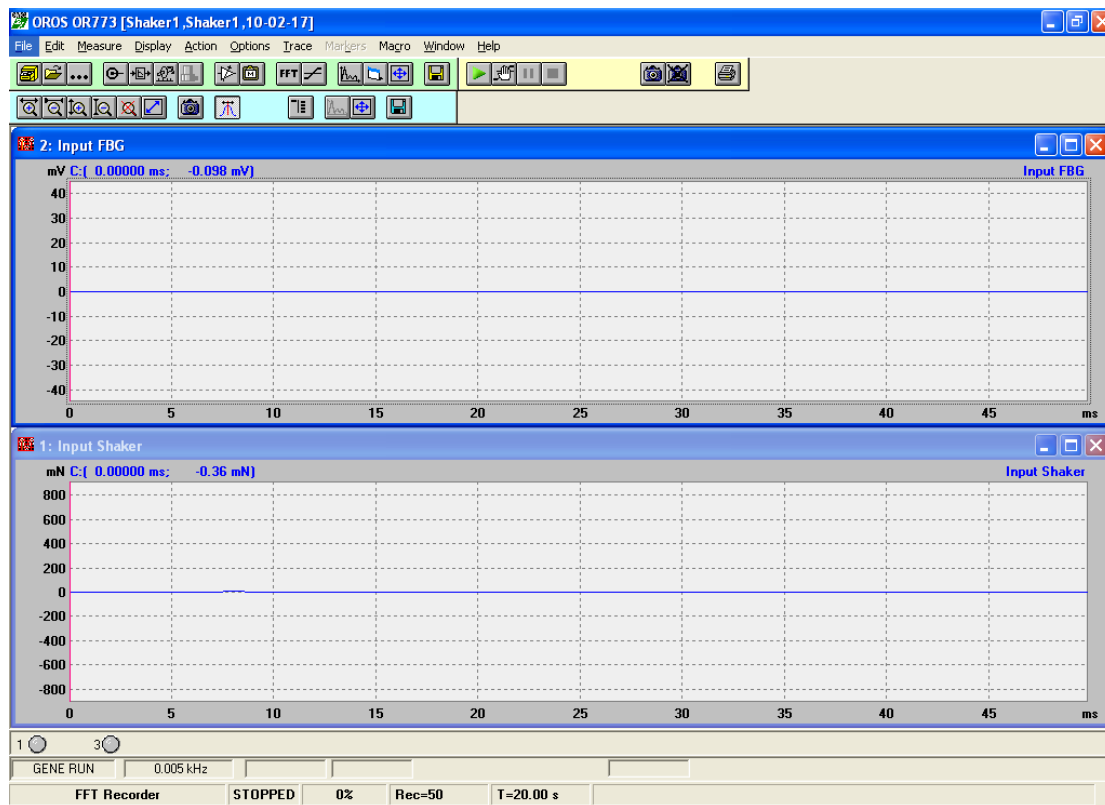 OROS OR773 [Shaker1,Shaker1,10-02-17]
File Edit Measure Display Action Options Trace Markers Macro Window Help
FFT
2: Input FBG
mV C:( 0.00000 ms; -0.098 mV) Input FBG
40
30
20
10
0
-10
-20
-30
-40
0 5 10 15 20 25 30 35 40 45 ms
1: Input Shaker
mN C:( 0.00000 ms; -0.36 mN) Input Shaker
800
600
400
200
0
-200
-400
-600
-800
0 5 10 15 20 25 30 35 40 45 ms
1 3
GENE RUN 0.005 kHz
FFT Recorder STOPPED 0% Rec=50 T=20.00 s